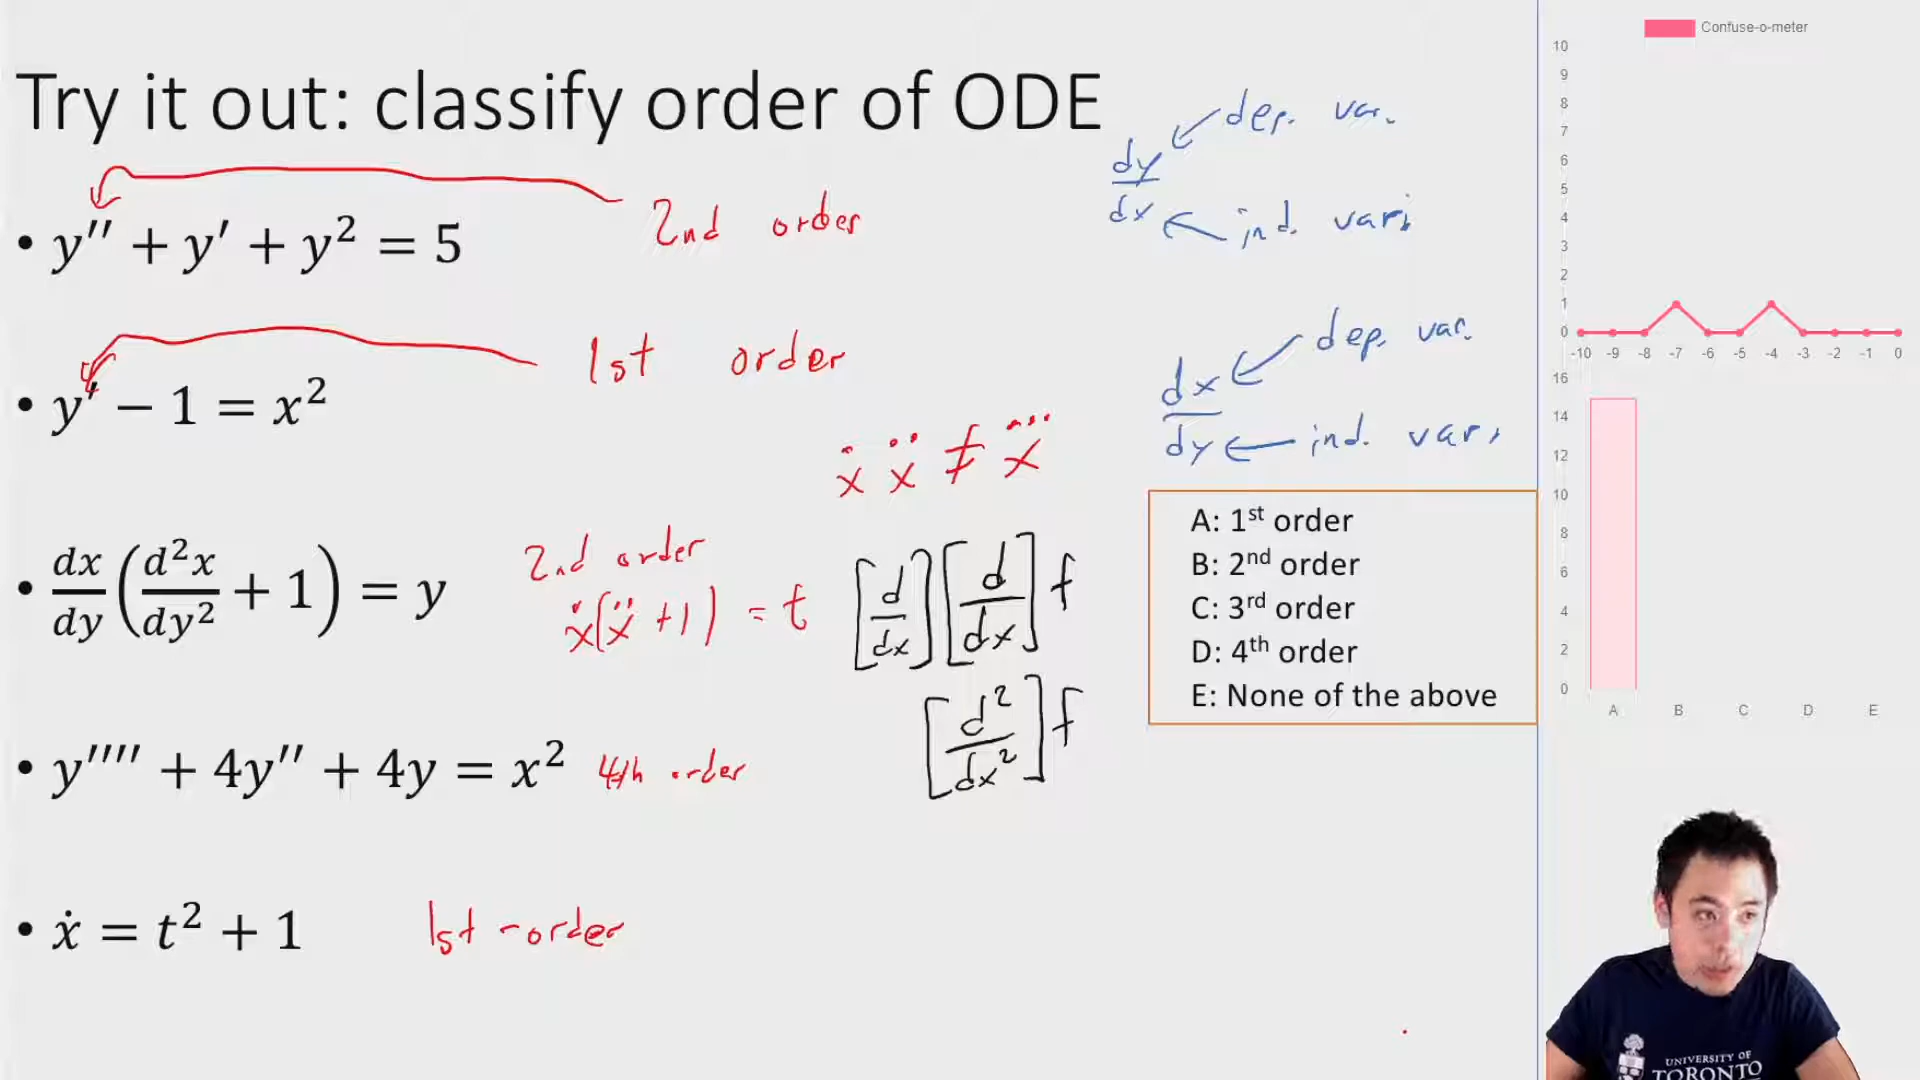 Try it out: classify order of ODE
dy/dx
dep. var.
ind. vari
• y'' + y' + y² = 5
2nd order
• y' − 1 = x²
1st order
dx/dy
dep. var.
ind. var.
ẋ ẍ ≠ x⃛
• dx/dy (d²x/dy² + 1) = y
2nd order
ẋ(ẍ + 1) = t
[d/dx][d/dx] f
[d²/dx²] f
A: 1st order
B: 2nd order
C: 3rd order
D: 4th order
E: None of the above
• y'''' + 4y'' + 4y = x²
4th order
• ẋ = t² + 1
1st-order
Confuse-o-meter
10
9
8
7
6
5
4
3
2
1
0
-10 -9 -8 -7 -6 -5 -4 -3 -2 -1 0
16
14
12
10
8
6
4
2
0
A B C D E
UNIVERSITY OF
TORONTO